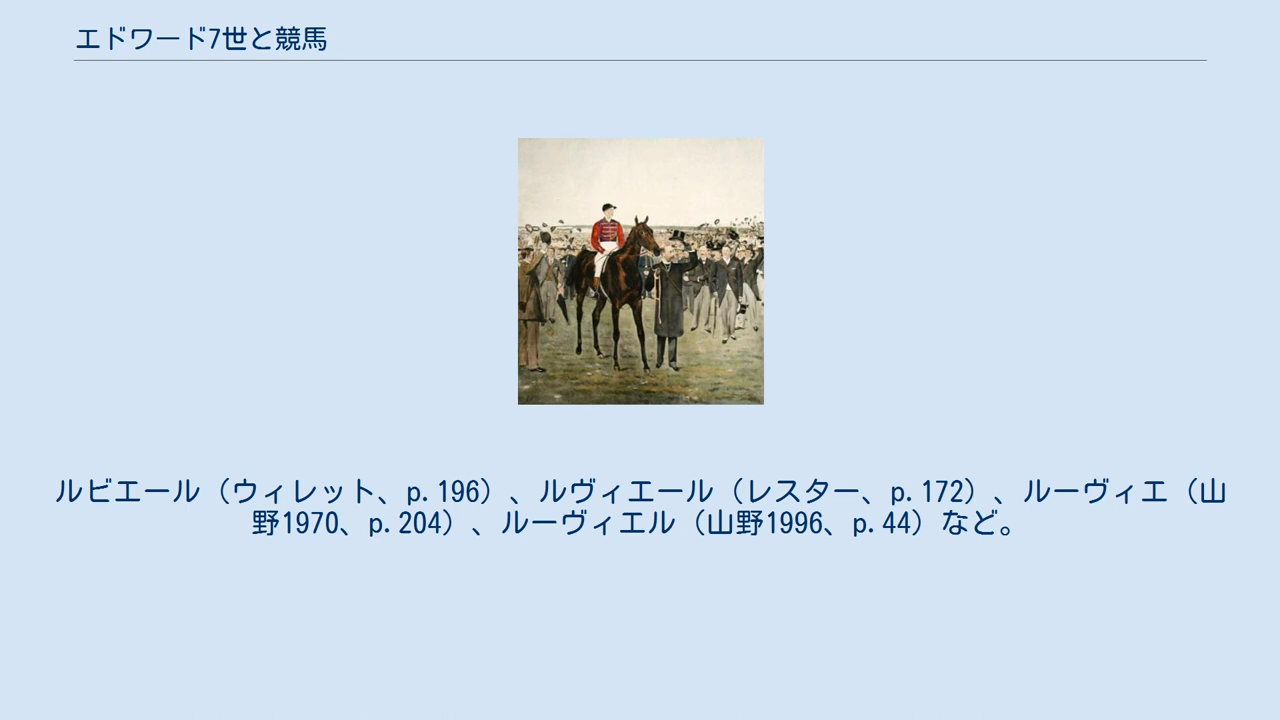 エドワード7世と競馬
ルビエール（ウィレット、p.196）、ルヴィエール（レスター、p.172）、ルーヴィエ（山
野1970、p.204）、ルーヴィエル（山野1996、p.44）など。